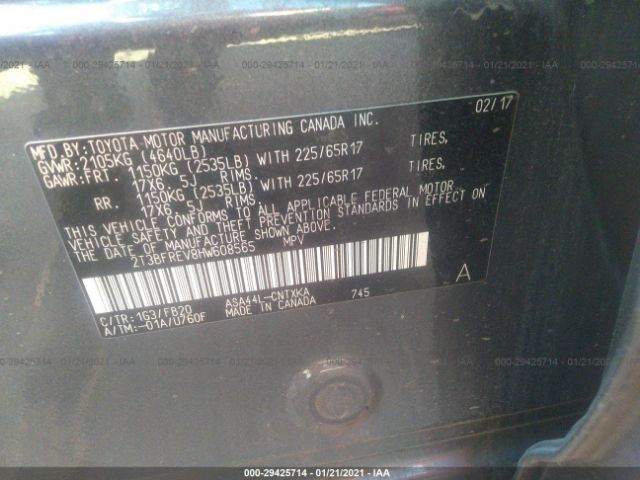 02/17
MFD.BY:TOYOTA MOTOR MANUFACTURING CANADA INC.
GVWR:2105KG (4640LB)
GAWR:FRT. 1150KG (2535LB) WITH 225/65R17 TIRES,
17X6.5J RIMS,
RR. 1150KG (2535LB) WITH 225/65R17 TIRES,
17X6.5J RIMS.
THIS VEHICLE CONFORMS TO ALL APPLICABLE FEDERAL MOTOR
VEHICLE SAFETY AND THEFT PREVENTION STANDARDS IN EFFECT ON
THE DATE OF MANUFACTURE SHOWN ABOVE.
2T3BFREV8HW608565 MPV
A
C/TR:1G3/FB20 ASA44L-CNTXKA 745
A/TM:-01A/U760F MADE IN CANADA
000-29425714 - 01/21/2021 - IAA